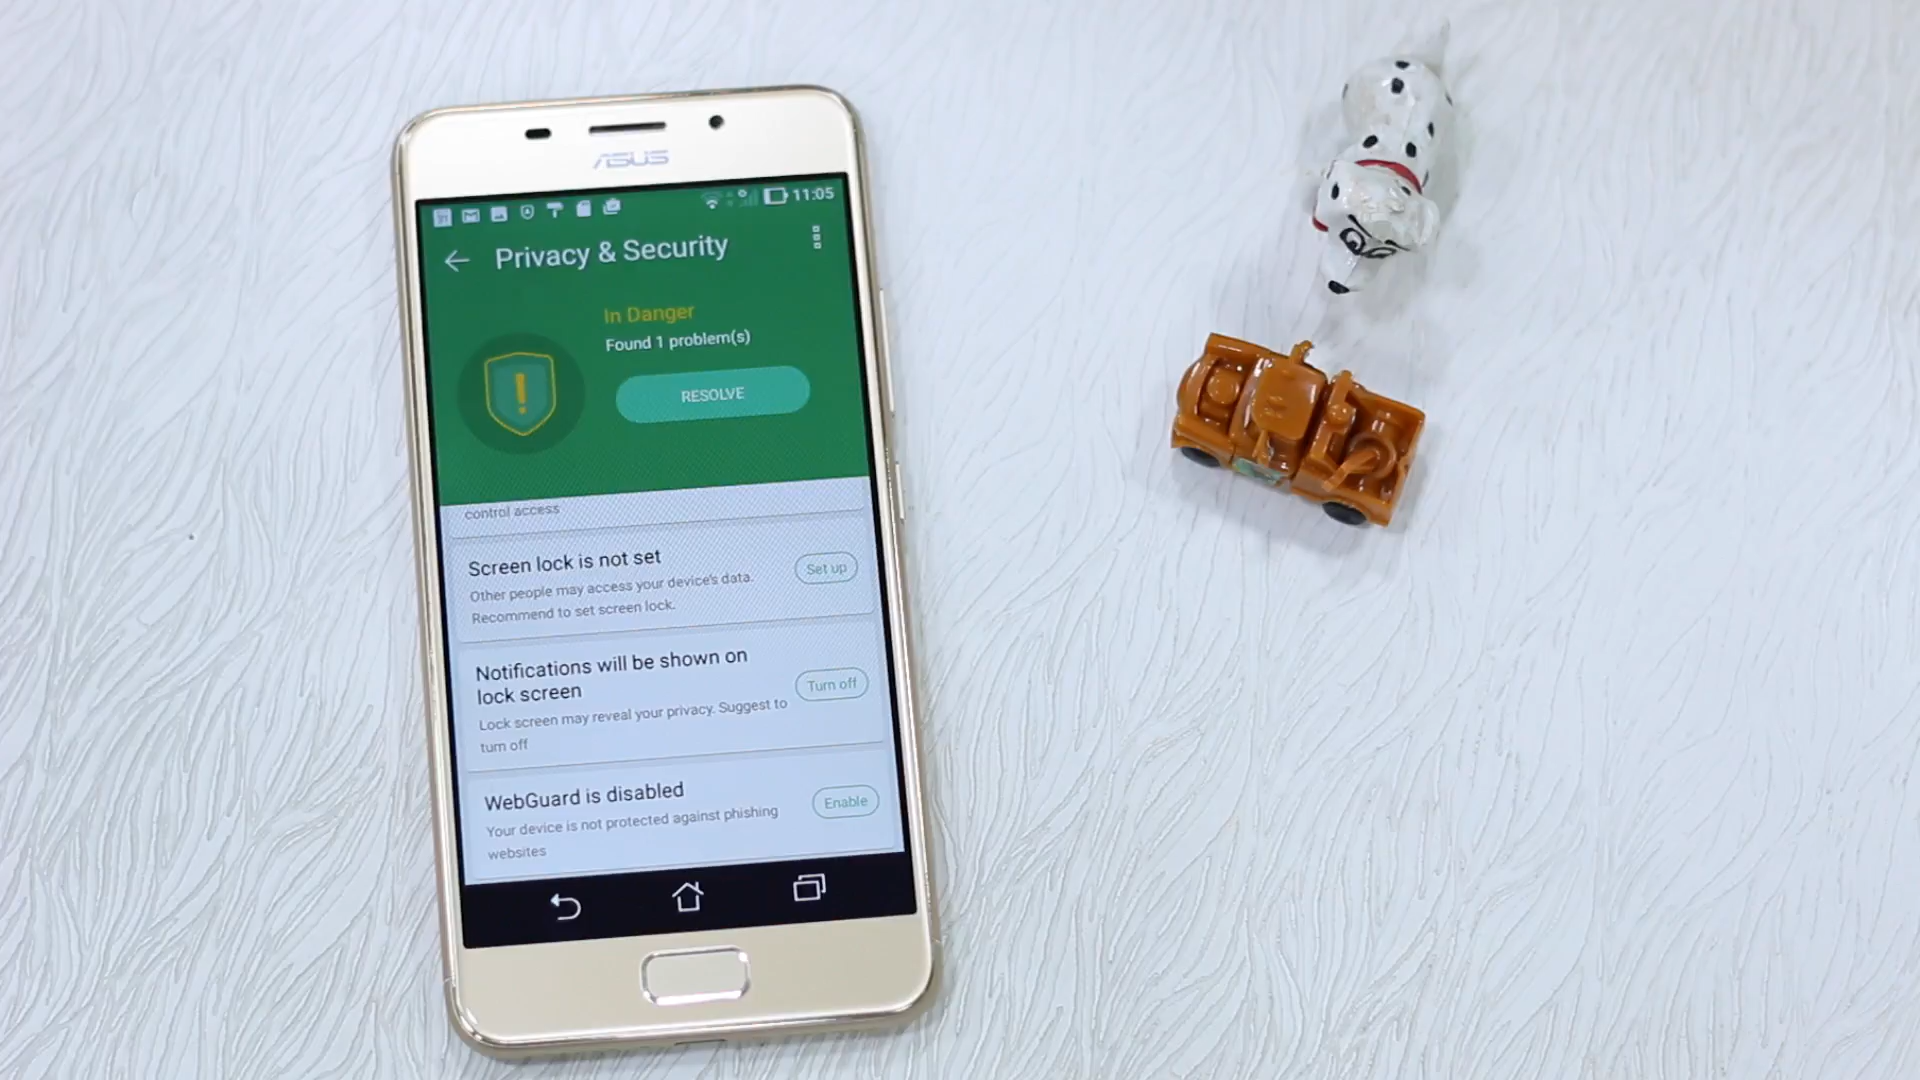 ASUS
11:05
Privacy & Security
In Danger
Found 1 problem(s)
RESOLVE
control access
Screen lock is not set
Other people may access your device's data.
Recommend to set screen lock.
Set up
Notifications will be shown on
lock screen
Lock screen may reveal your privacy. Suggest to
turn off
Turn off
WebGuard is disabled
Your device is not protected against phishing
websites
Enable